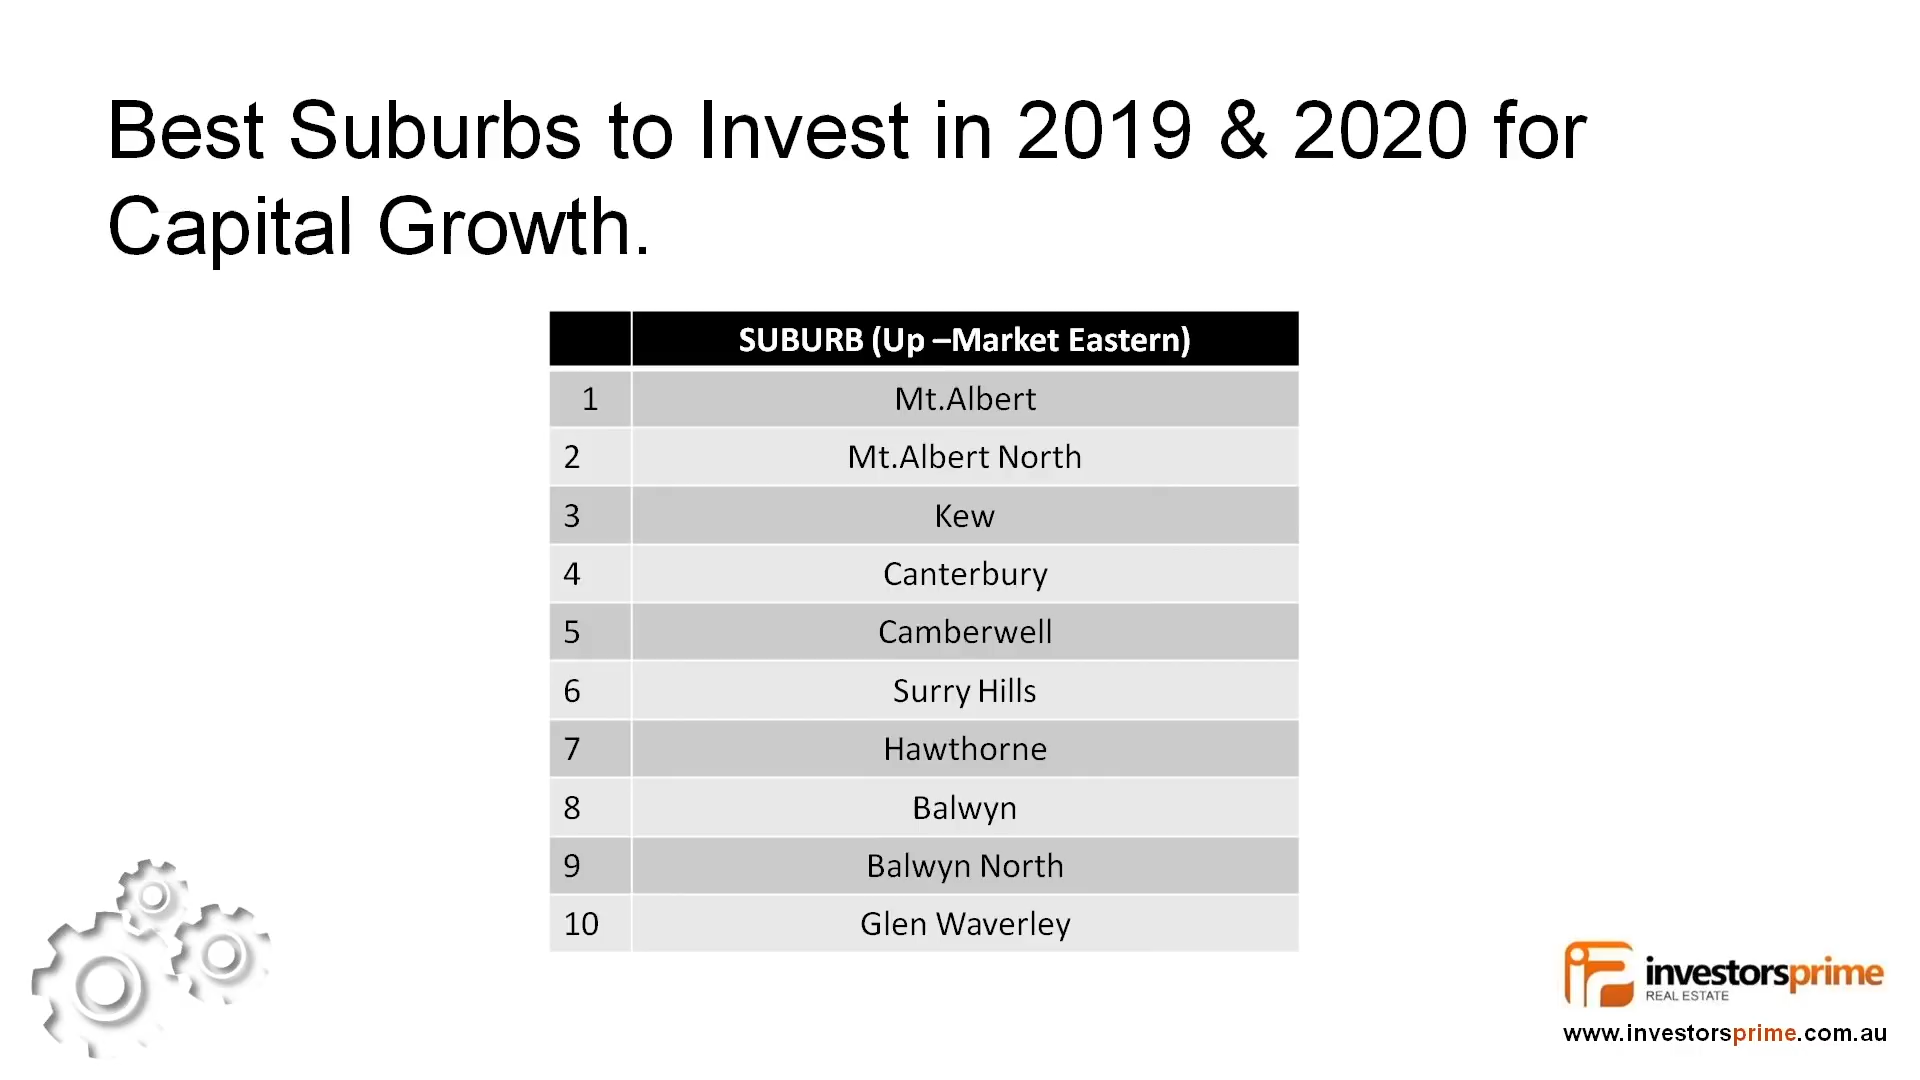 Best Suburbs to Invest in 2019 & 2020 for
Capital Growth.
SUBURB (Up –Market Eastern)
1 Mt.Albert
2 Mt.Albert North
3 Kew
4 Canterbury
5 Camberwell
6 Surry Hills
7 Hawthorne
8 Balwyn
9 Balwyn North
10 Glen Waverley
investorsprime
REAL ESTATE
www.investorsprime.com.au